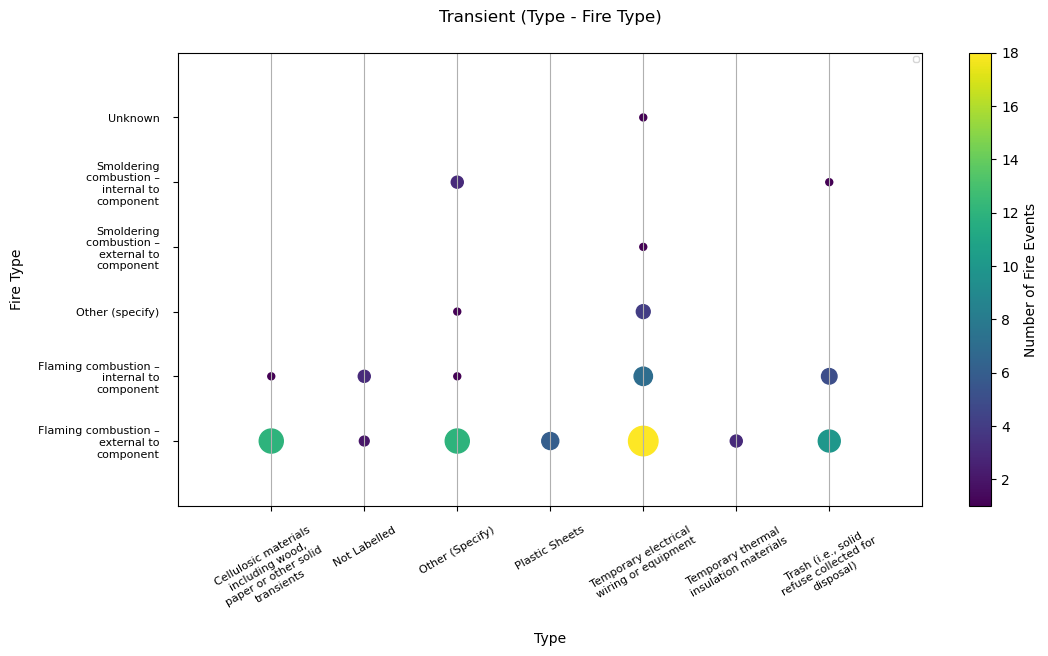 Transient (Type - Fire Type)
Fire Type
Unknown
Smoldering
combustion –
internal to
component
Smoldering
combustion –
external to
component
Other (specify)
Flaming combustion –
internal to
component
Flaming combustion –
external to
component
Cellulosic materials
including wood,
paper or other solid
transients
Not Labelled
Other (Specify)
Plastic Sheets
Temporary electrical
wiring or equipment
Temporary thermal
insulation materials
Trash (i.e., solid
refuse collected for
disposal)
Type
18
16
14
12
10
8
6
4
2
Number of Fire Events